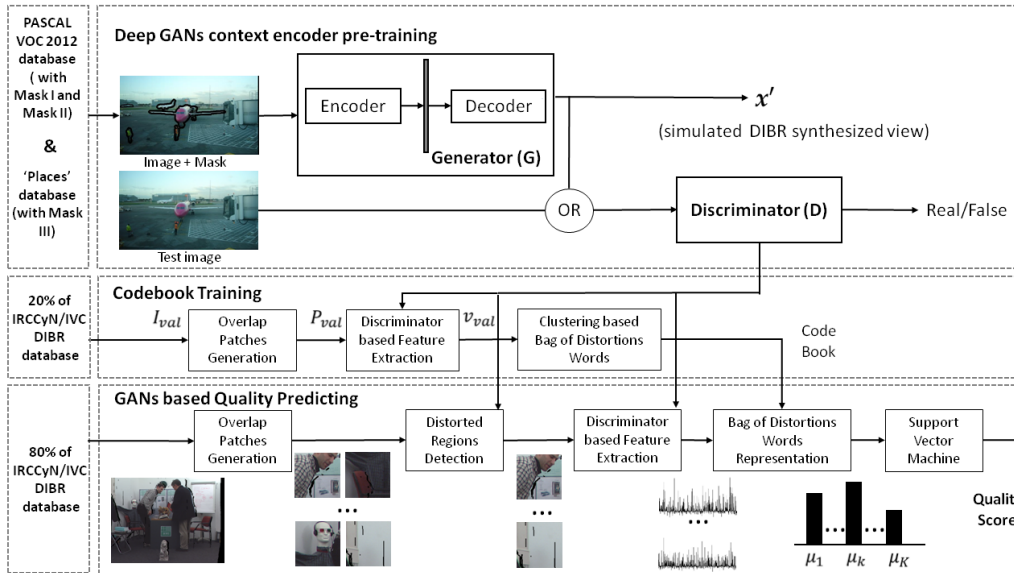 PASCAL
VOC 2012
database
( with
Mask I and
Mask II)
&
'Places'
database
(with Mask
III)
Deep GANs context encoder pre-training
Image + Mask
Test image
Encoder
Decoder
Generator (G)
x'
(simulated DIBR synthesized view)
OR
Discriminator (D)
Real/False
20% of
IRCCyN/IVC
DIBR
database
Codebook Training
I_val
Overlap
Patches
Generation
P_val
Discriminator
based Feature
Extraction
v_val
Clustering based
Bag of Distortions
Words
Code
Book
80% of
IRCCyN/IVC
DIBR
database
GANs based Quality Predicting
Overlap
Patches
Generation
Distorted
Regions
Detection
Discriminator
based Feature
Extraction
Bag of Distortions
Words
Representation
Support
Vector
Machine
...
...
...
... ...
μ1 μk μK
Qualit
Score